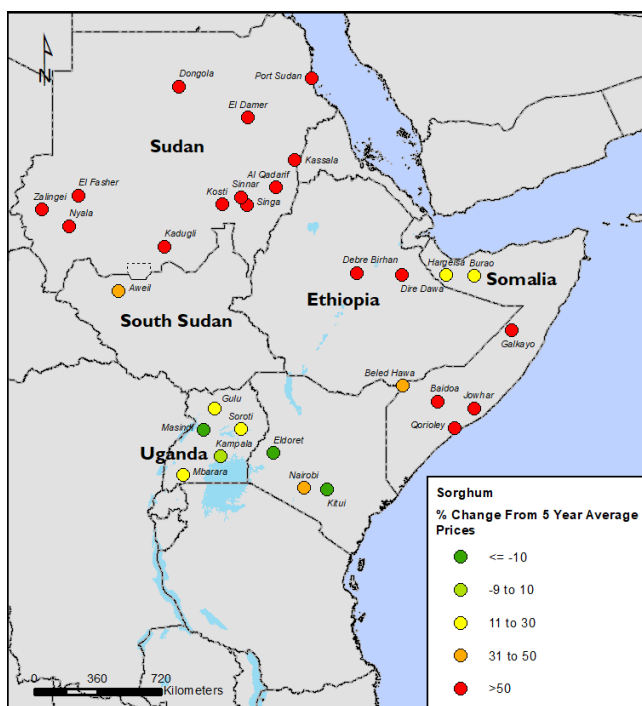 N
Dongola
Port Sudan
El Damer
Sudan
Kassala
Al Qadarif
El Fasher
Sinnar
Zalingei
Kosti
Singa
Nyala
Kadugli
Debre Birhan
Hargeisa
Burao
Aweil
Ethiopia
Dire Dawa
Somalia
South Sudan
Galkayo
Beled Hawa
Baidoa
Jowhar
Gulu
Soroti
Masindi
Qorioley
Uganda
Kampala
Eldoret
Mbarara
Nairobi
Kitui
Sorghum
% Change From 5 Year Average
Prices
<= -10
-9 to 10
11 to 30
31 to 50
>50
0 360 720
Kilometers